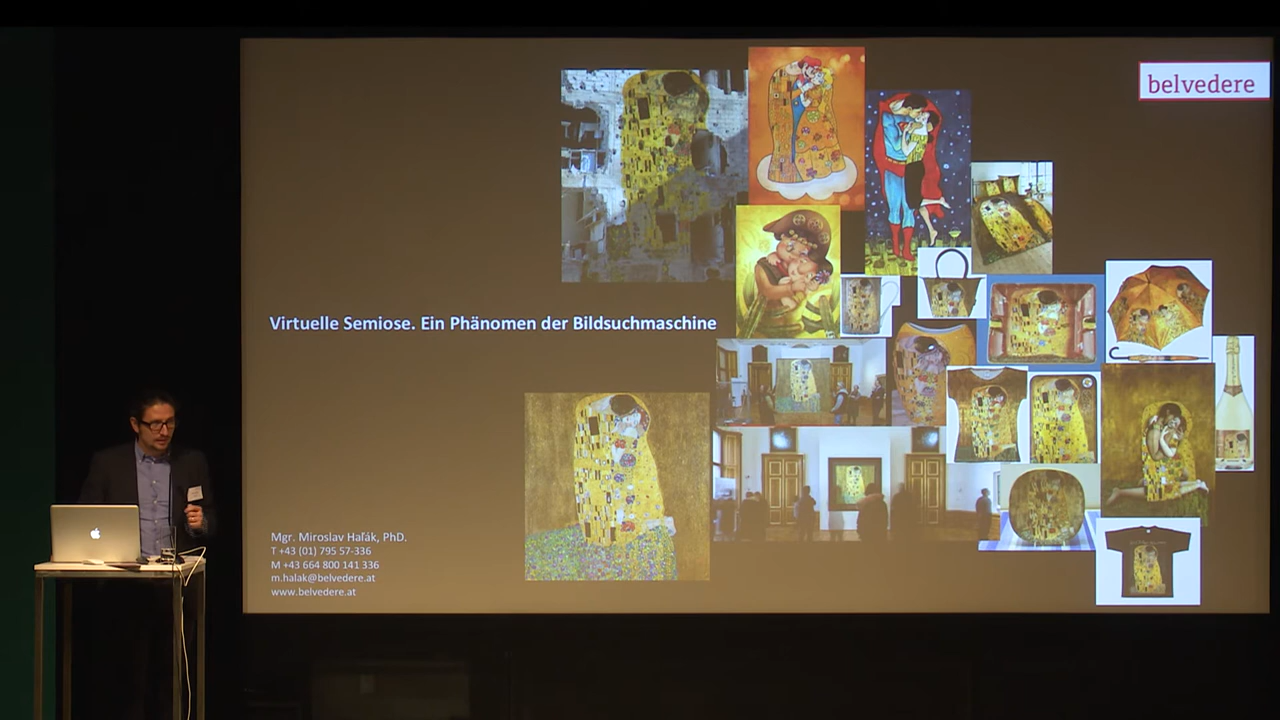 belvedere
Virtuelle Semiose. Ein Phänomen der Bildsuchmaschine
Mgr. Miroslav Haľák, PhD.
T +43 (01) 795 57-336
M +43 664 800 141 336
m.halak@belvedere.at
www.belvedere.at